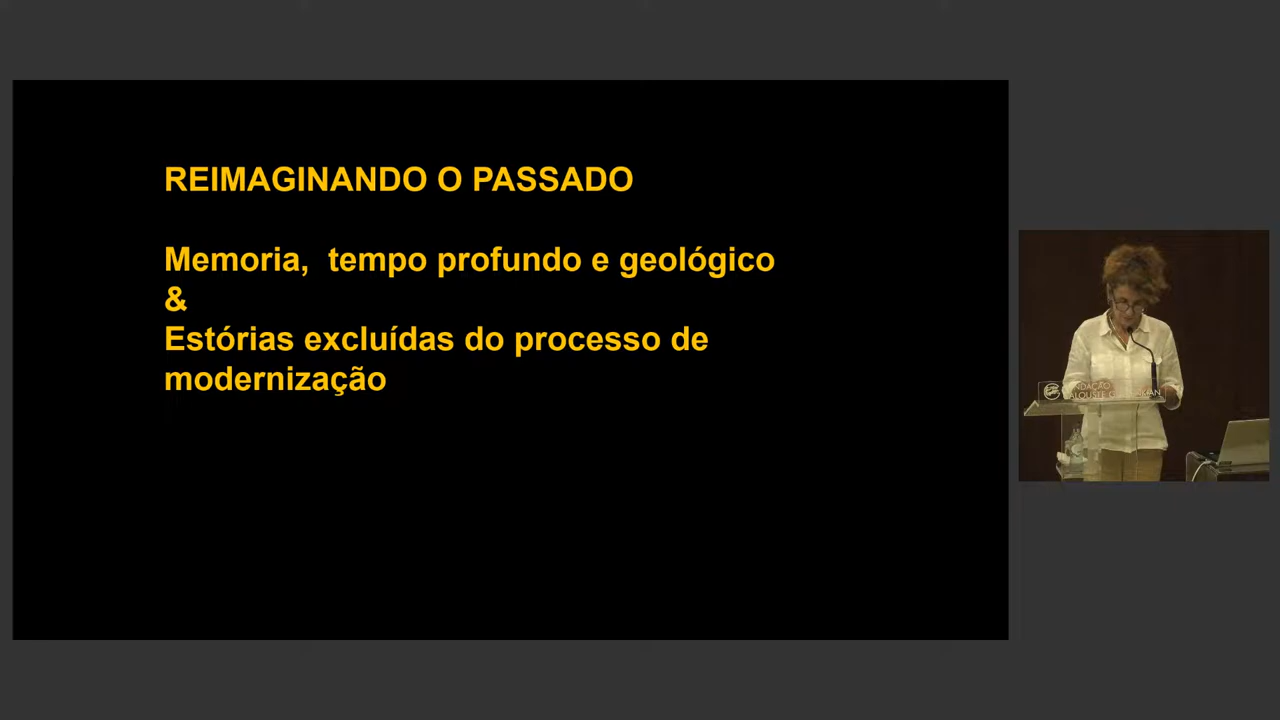 REIMAGINANDO O PASSADO
Memoria, tempo profundo e geológico
&
Estórias excluídas do processo de
modernização